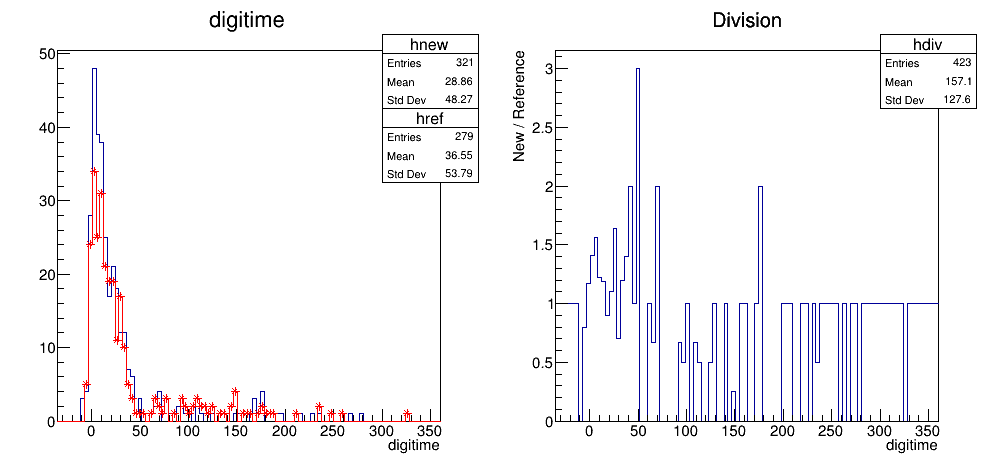 digitime
hnew
Entries 321
Mean 28.86
Std Dev 48.27
href
Entries 279
Mean 36.55
Std Dev 53.79
50
40
30
20
10
0
0 50 100 150 200 250 300 350
digitime
Division
hdiv
Entries 423
Mean 157.1
Std Dev 127.6
New / Reference
3
2.5
2
1.5
1
0.5
0
0 50 100 150 200 250 300 350
digitime